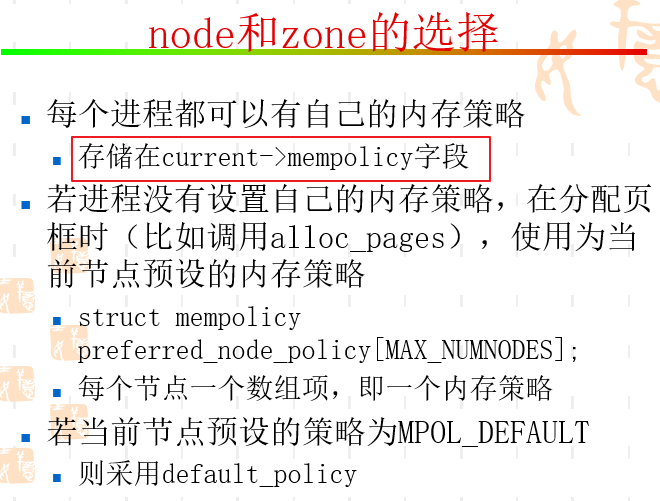 node和zone的选择
每个进程都可以有自己的内存策略
存储在current->mempolicy字段
若进程没有设置自己的内存策略，在分配页
框时（比如调用alloc_pages），使用为当
前节点预设的内存策略
struct mempolicy
preferred_node_policy[MAX_NUMNODES];
每个节点一个数组项，即一个内存策略
若当前节点预设的策略为MPOL_DEFAULT
则采用default_policy